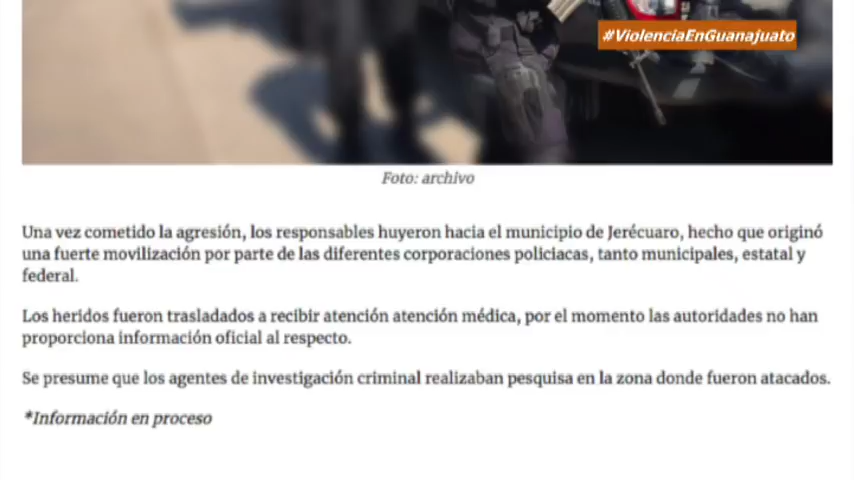 #ViolenciaEnGuanajuato
Foto: archivo
Una vez cometido la agresión, los responsables huyeron hacia el municipio de Jerécuaro, hecho que originó
una fuerte movilización por parte de las diferentes corporaciones policiacas, tanto municipales, estatal y
federal.
Los heridos fueron trasladados a recibir atención atención médica, por el momento las autoridades no han
proporciona información oficial al respecto.
Se presume que los agentes de investigación criminal realizaban pesquisa en la zona donde fueron atacados.
*Información en proceso